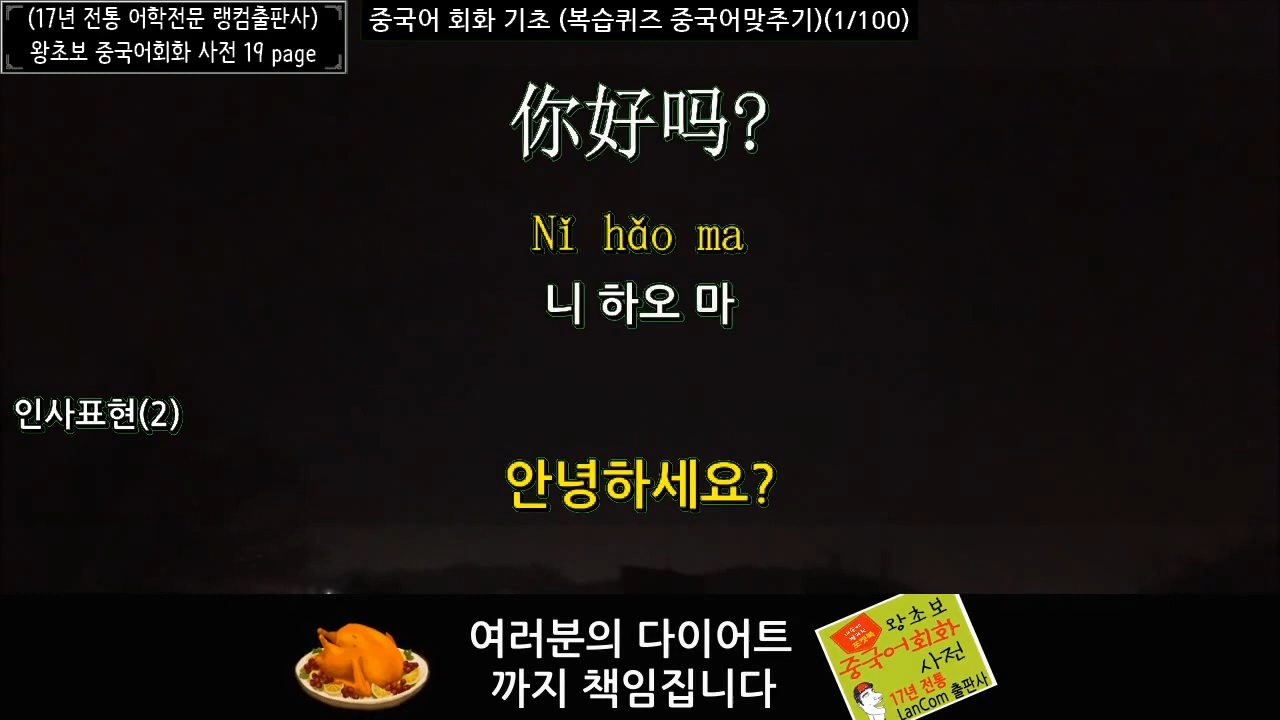 (17년 전통 어학전문 랭컴출판사)
왕초보 중국어회화 사전 19 page
중국어 회화 기초 (복습퀴즈 중국어맞추기)(1/100)
你好吗?
Nǐ hǎo ma
니 하오 마
인사표현(2)
안녕하세요?
여러분의 다이어트
까지 책임집니다
왕초보
중국어회화
사전
17년 전통
LanCom 출판사